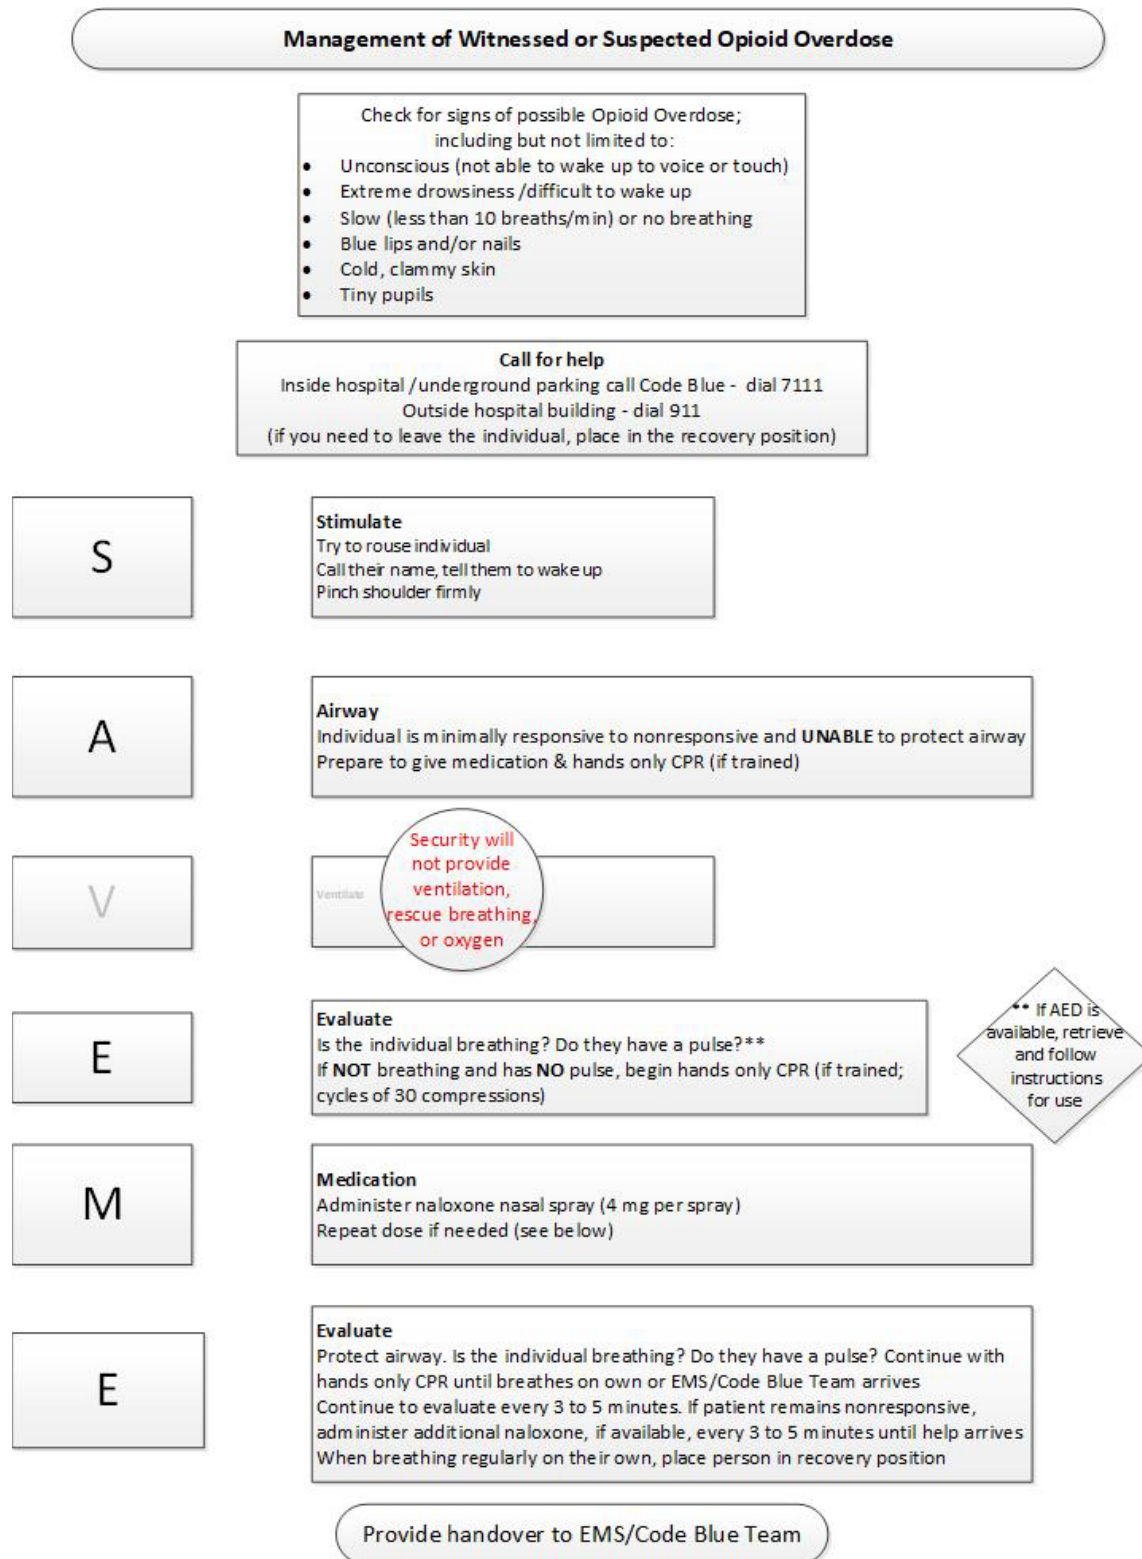 Management of Witnessed or Suspected Opioid Overdose
Check for signs of possible Opioid Overdose;
including but not limited to:
• Unconscious (not able to wake up to voice or touch)
• Extreme drowsiness /difficult to wake up
• Slow (less than 10 breaths/min) or no breathing
• Blue lips and/or nails
• Cold, clammy skin
• Tiny pupils
Call for help
Inside hospital /underground parking call Code Blue - dial 7111
Outside hospital building - dial 911
(if you need to leave the individual, place in the recovery position)
S
Stimulate
Try to rouse individual
Call their name, tell them to wake up
Pinch shoulder firmly
A
Airway
Individual is minimally responsive to nonresponsive and UNABLE to protect airway
Prepare to give medication & hands only CPR (if trained)
V
Ventilate
Security will
not provide
ventilation,
rescue breathing,
or oxygen
E
Evaluate
Is the individual breathing? Do they have a pulse?**
If NOT breathing and has NO pulse, begin hands only CPR (if trained;
cycles of 30 compressions)
** If AED is
available, retrieve
and follow
instructions
for use
M
Medication
Administer naloxone nasal spray (4 mg per spray)
Repeat dose if needed (see below)
E
Evaluate
Protect airway. Is the individual breathing? Do they have a pulse? Continue with
hands only CPR until breathes on own or EMS/Code Blue Team arrives
Continue to evaluate every 3 to 5 minutes. If patient remains nonresponsive,
administer additional naloxone, if available, every 3 to 5 minutes until help arrives
When breathing regularly on their own, place person in recovery position
Provide handover to EMS/Code Blue Team